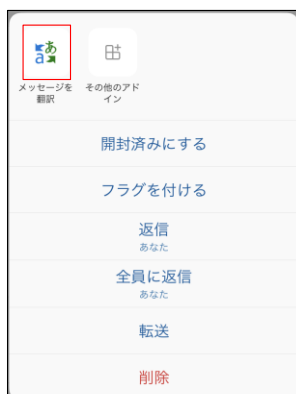 あ
a
メッセージを
翻訳
その他のアド
イン
開封済みにする
フラグを付ける
返信
あなた
全員に返信
あなた
転送
削除